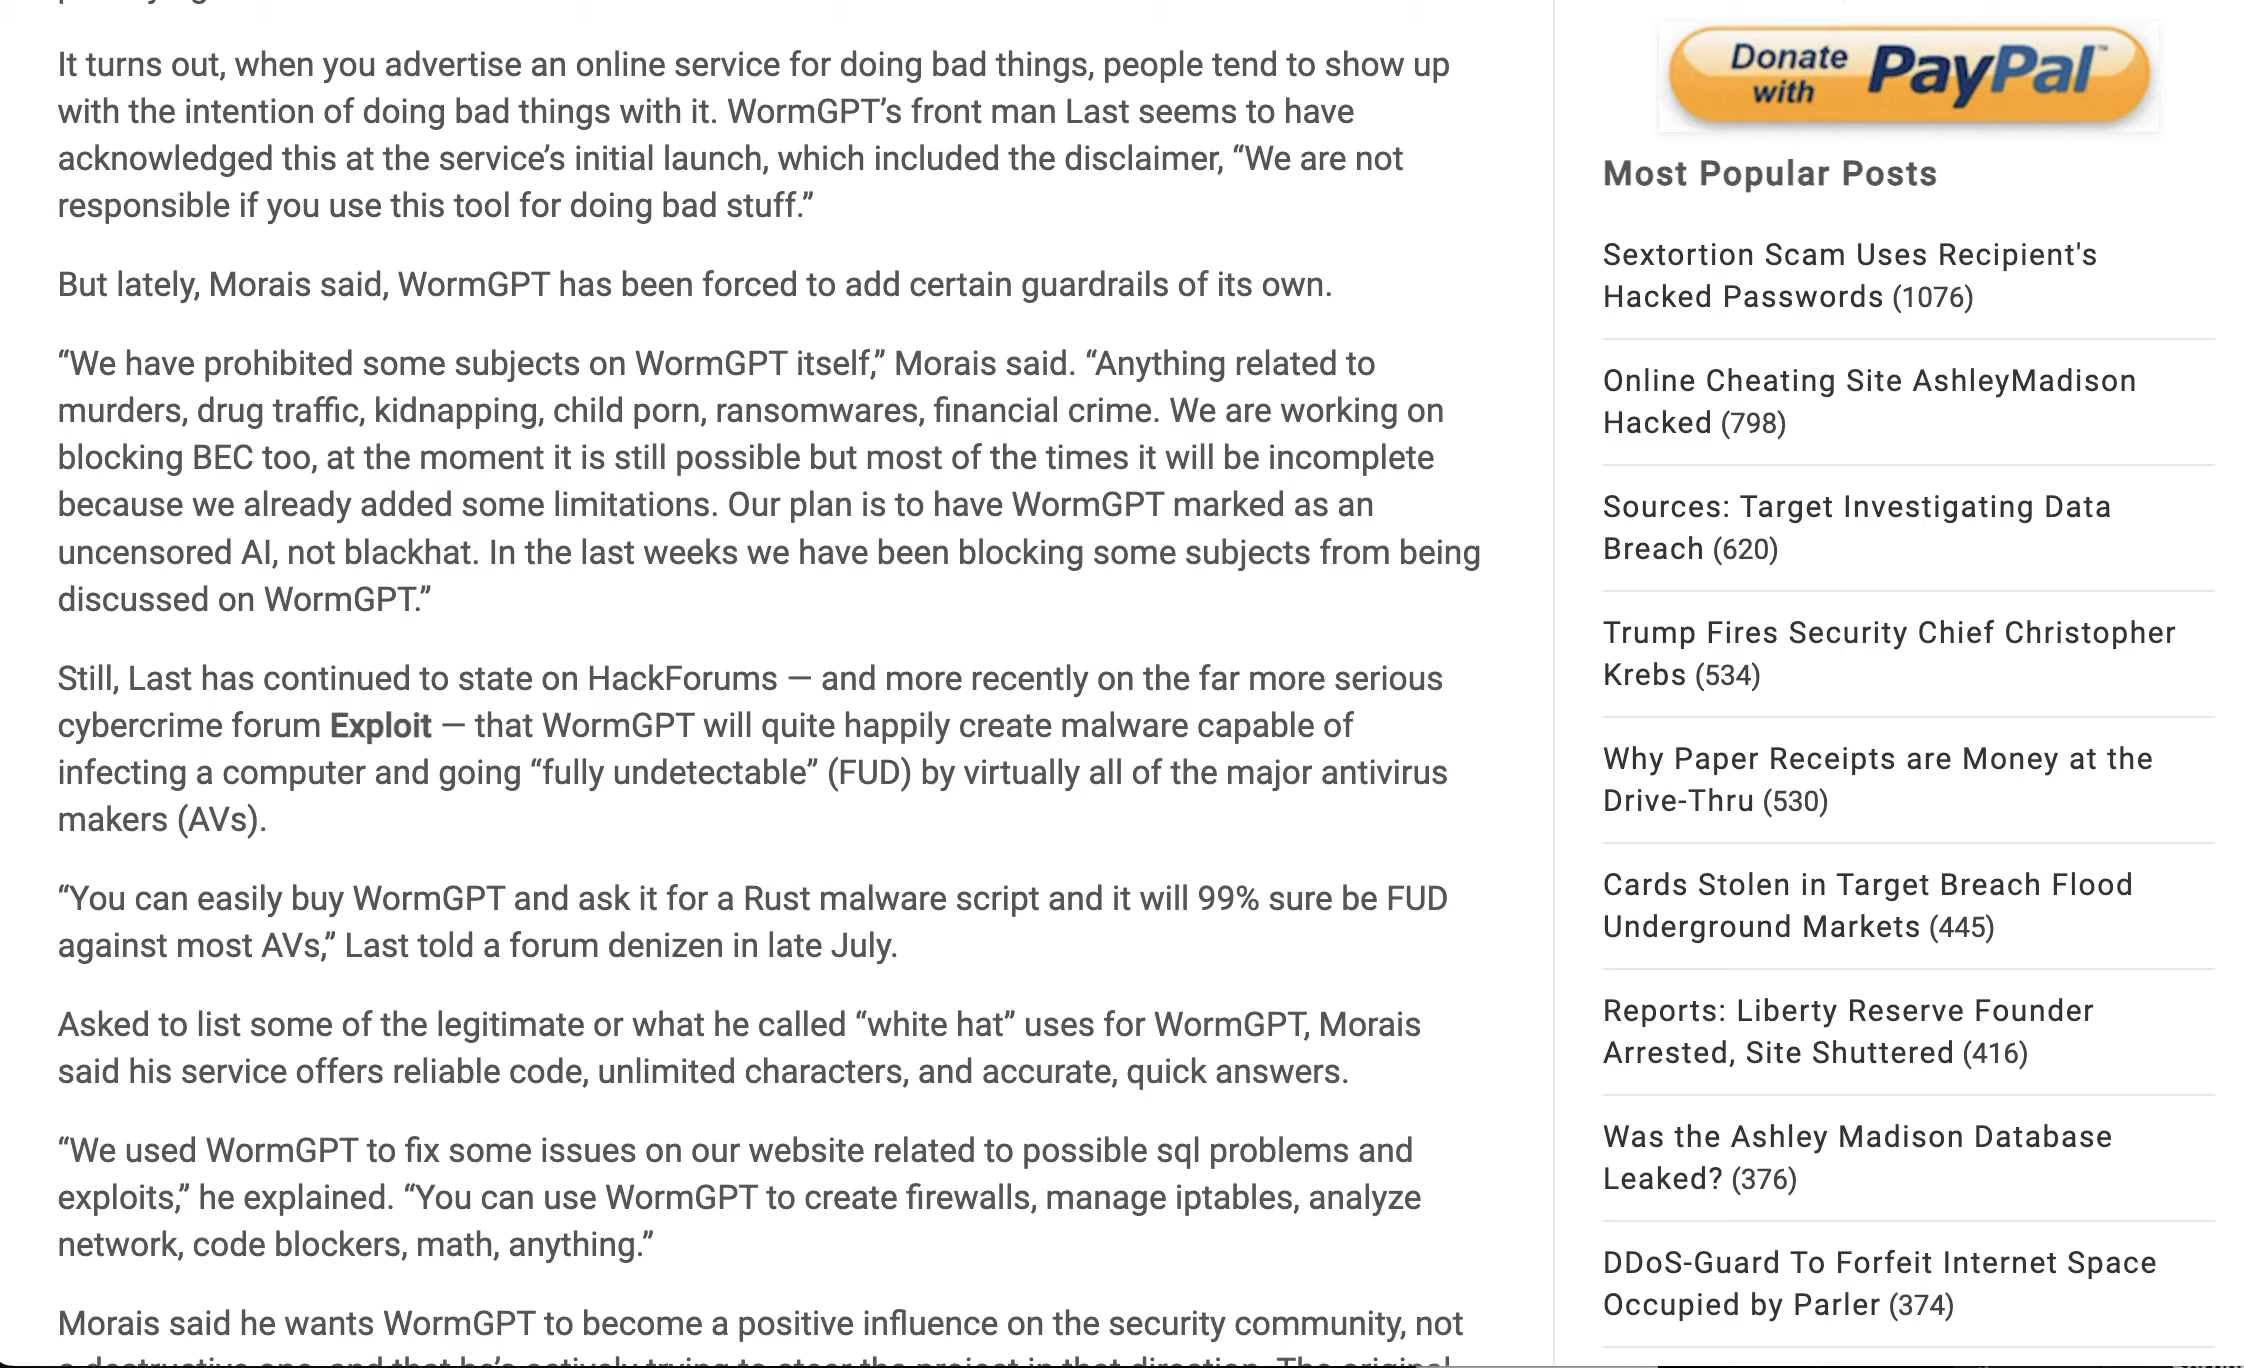 It turns out, when you advertise an online service for doing bad things, people tend to show up
with the intention of doing bad things with it. WormGPT’s front man Last seems to have
acknowledged this at the service’s initial launch, which included the disclaimer, “We are not
responsible if you use this tool for doing bad stuff.”
But lately, Morais said, WormGPT has been forced to add certain guardrails of its own.
“We have prohibited some subjects on WormGPT itself,” Morais said. “Anything related to
murders, drug traffic, kidnapping, child porn, ransomwares, financial crime. We are working on
blocking BEC too, at the moment it is still possible but most of the times it will be incomplete
because we already added some limitations. Our plan is to have WormGPT marked as an
uncensored AI, not blackhat. In the last weeks we have been blocking some subjects from being
discussed on WormGPT.”
Still, Last has continued to state on HackForums — and more recently on the far more serious
cybercrime forum Exploit — that WormGPT will quite happily create malware capable of
infecting a computer and going “fully undetectable” (FUD) by virtually all of the major antivirus
makers (AVs).
“You can easily buy WormGPT and ask it for a Rust malware script and it will 99% sure be FUD
against most AVs,” Last told a forum denizen in late July.
Asked to list some of the legitimate or what he called “white hat” uses for WormGPT, Morais
said his service offers reliable code, unlimited characters, and accurate, quick answers.
“We used WormGPT to fix some issues on our website related to possible sql problems and
exploits,” he explained. “You can use WormGPT to create firewalls, manage iptables, analyze
network, code blockers, math, anything.”
Morais said he wants WormGPT to become a positive influence on the security community, not
a destructive one, and that he’s actively trying to steer the project in that direction. The original
Donate
with PayPal™
Most Popular Posts
Sextortion Scam Uses Recipient's
Hacked Passwords (1076)
Online Cheating Site AshleyMadison
Hacked (798)
Sources: Target Investigating Data
Breach (620)
Trump Fires Security Chief Christopher
Krebs (534)
Why Paper Receipts are Money at the
Drive-Thru (530)
Cards Stolen in Target Breach Flood
Underground Markets (445)
Reports: Liberty Reserve Founder
Arrested, Site Shuttered (416)
Was the Ashley Madison Database
Leaked? (376)
DDoS-Guard To Forfeit Internet Space
Occupied by Parler (374)